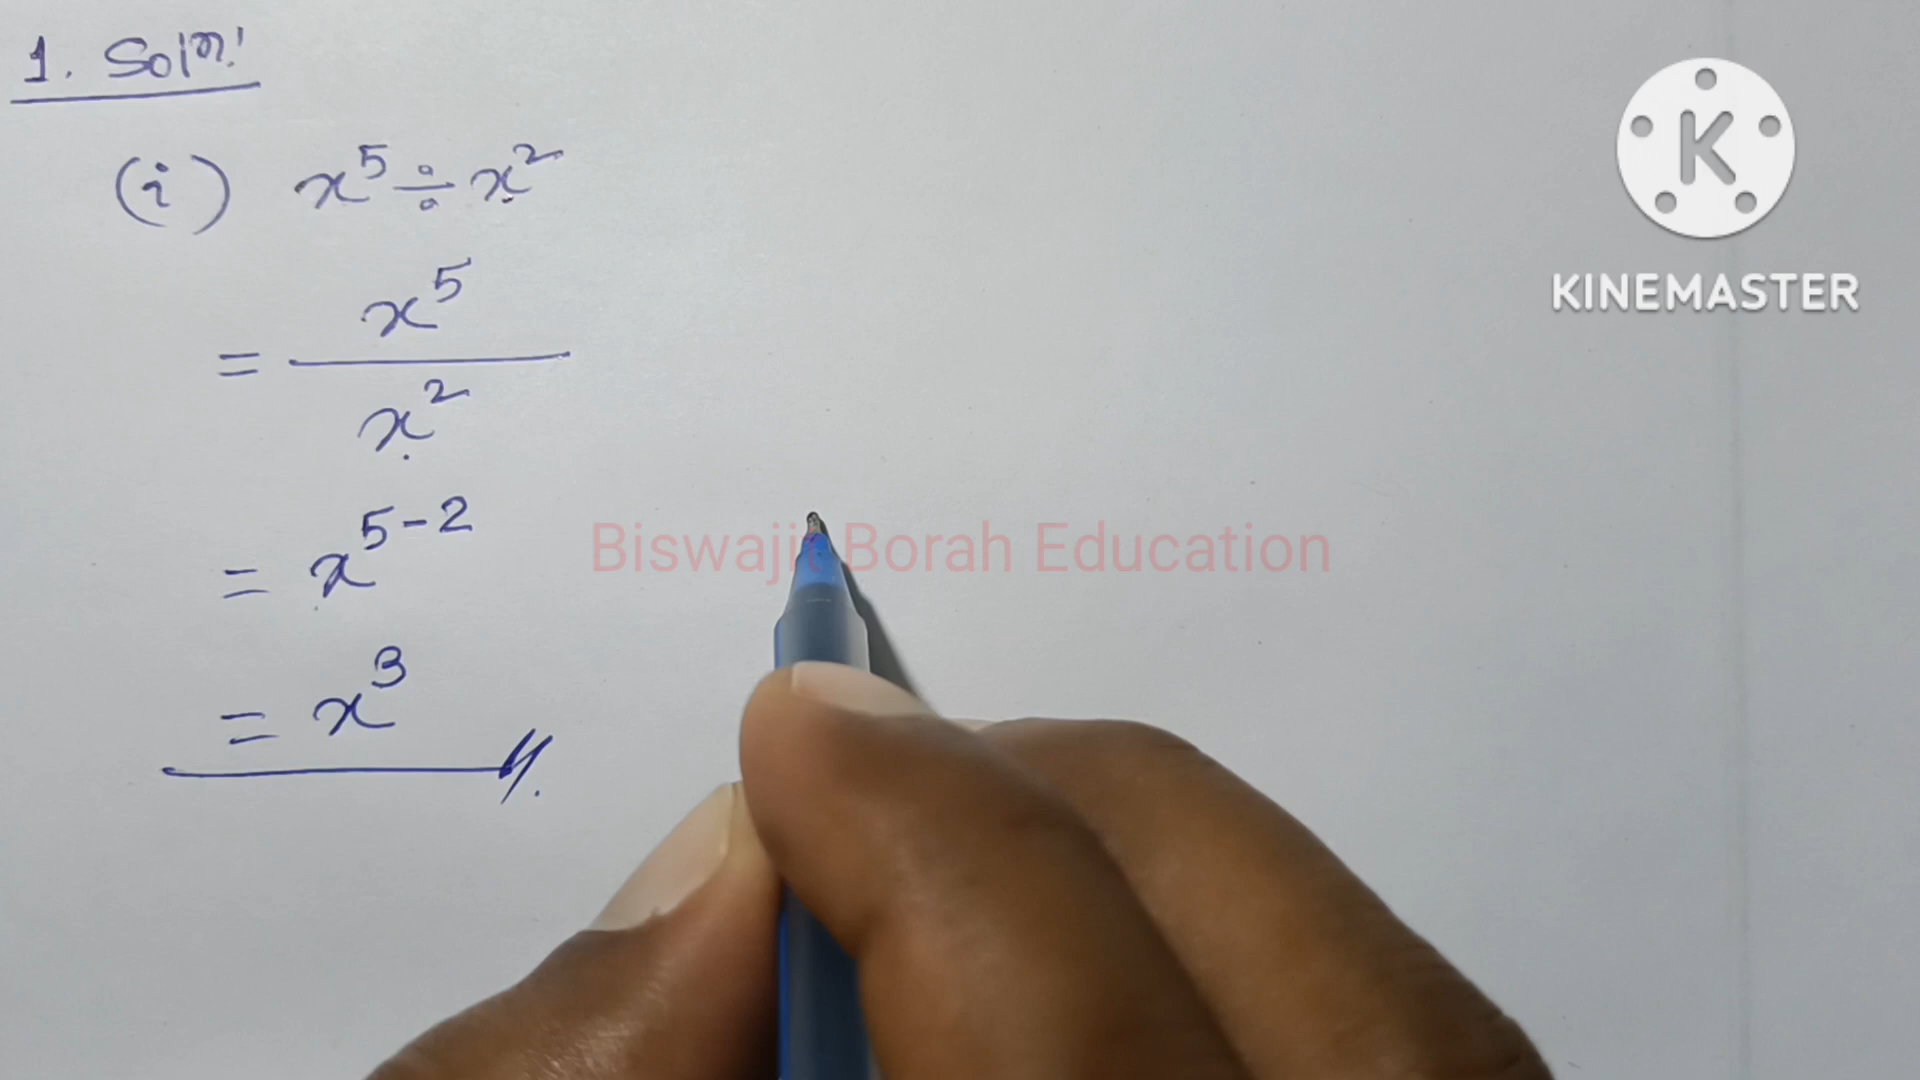 1. Solⁿ:
(i) x⁵ ÷ x²
= x⁵ / x²
= x⁵⁻²
= x³
KINEMASTER
Biswajit Borah Education